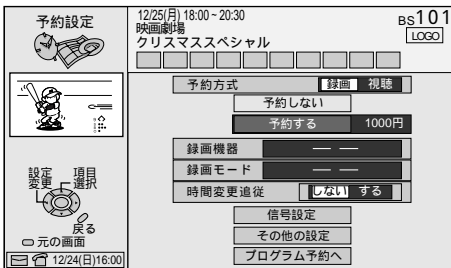 予約設定
12/25(月) 18:00~20:30
映画劇場
クリスマススペシャル
BS101
LOGO
予約方式 録画 視聴
予約しない
予約する 1000円
録画機器 — —
録画モード — —
時間変更追従 しない する
信号設定
その他の設定
プログラム予約へ
設定変更 項目選択
戻る
元の画面
12/24(日)16:00